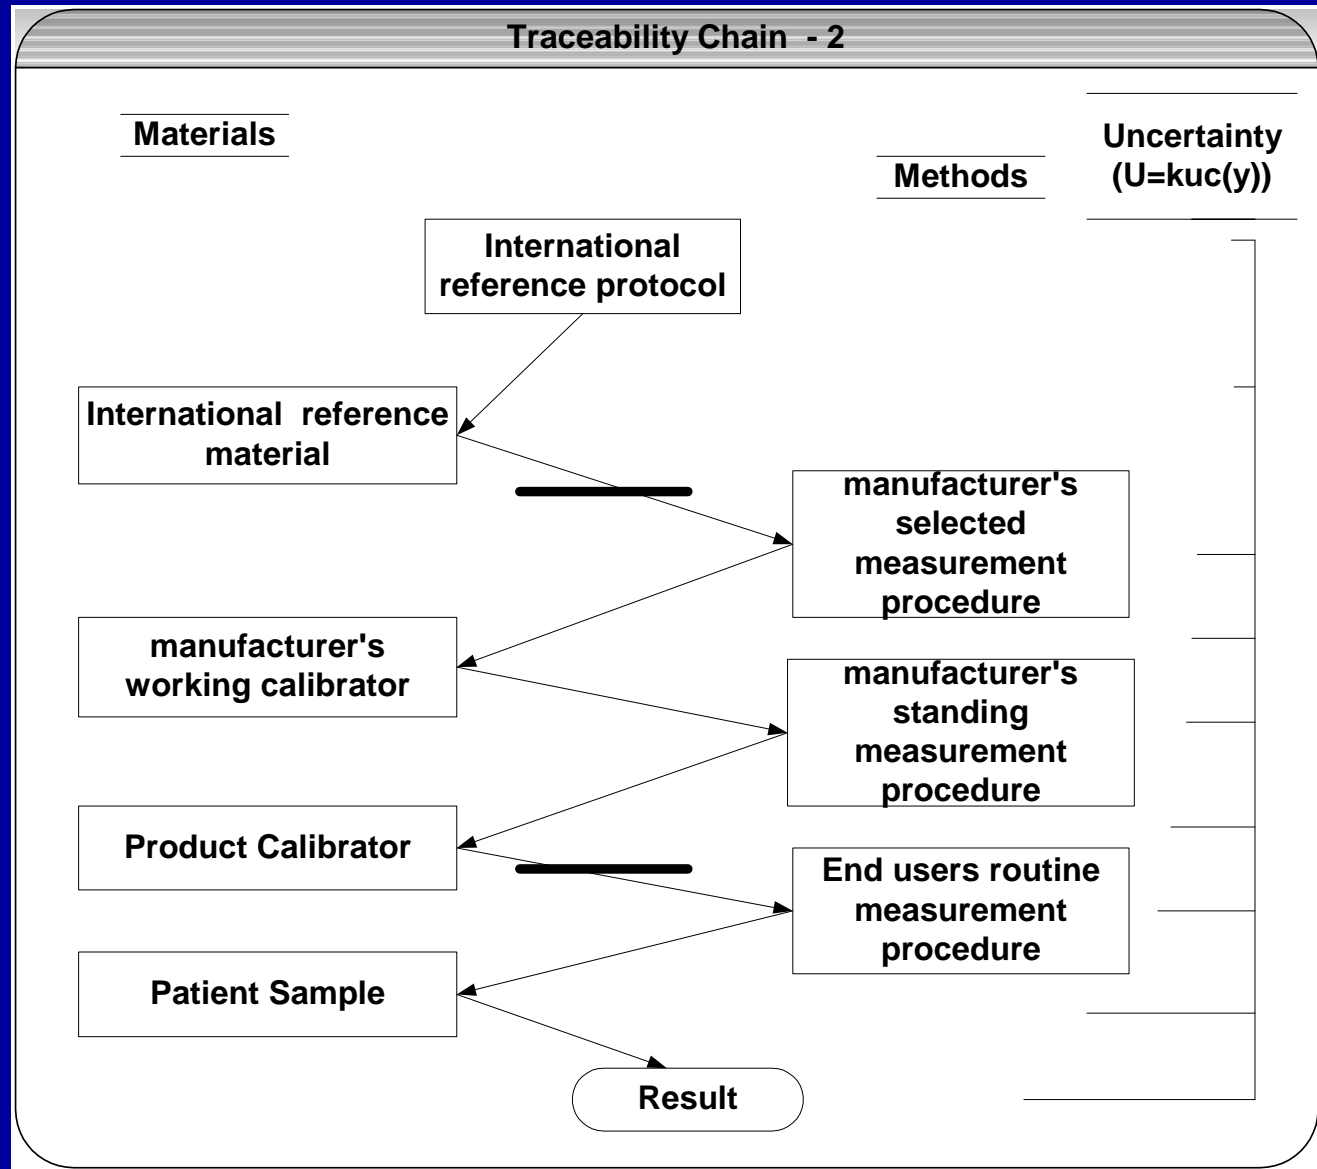 Traceability Chain - 2
Materials
Methods
Uncertainty
(U=kuc(y))
International
reference protocol
International reference
material
manufacturer's
selected
measurement
procedure
manufacturer's
working calibrator
manufacturer's
standing
measurement
procedure
Product Calibrator
End users routine
measurement
procedure
Patient Sample
Result